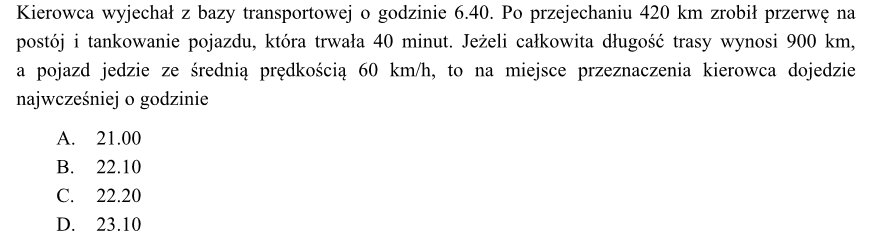 Kierowca wyjechał z bazy transportowej o godzinie 6.40. Po przejechaniu 420 km zrobił przerwę na
postój i tankowanie pojazdu, która trwała 40 minut. Jeżeli całkowita długość trasy wynosi 900 km,
a pojazd jedzie ze średnią prędkością 60 km/h, to na miejsce przeznaczenia kierowca dojedzie
najwcześniej o godzinie
A. 21.00
B. 22.10
C. 22.20
D. 23.10